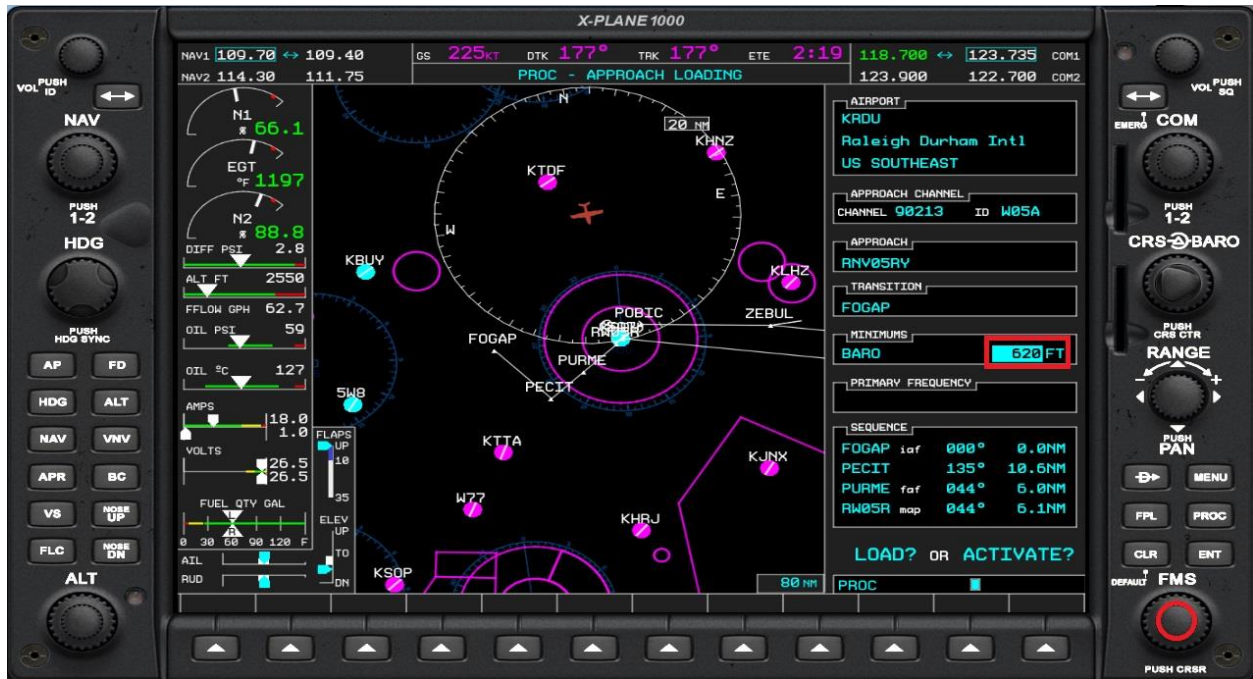 X-PLANE 1000
NAV1 109.70 ↔ 109.40
NAV2 114.30 111.75
GS 225KT DTK 177° TRK 177° ETE 2:19
PROC - APPROACH LOADING
118.700 ↔ 123.735 COM1
123.900 122.700 COM2
VOL PUSH ID
NAV
PUSH
1-2
HDG
PUSH
HDG SYNC
AP FD
HDG ALT
NAV VNV
APR BC
VS NOSE UP
FLC NOSE DN
ALT
N1
% 66.1
EGT
°F 1197
N2
% 88.8
DIFF PSI 2.8
ALT FT 2550
FFLOW GPH 62.7
OIL PSI 59
OIL °C 127
AMPS
18.0
1.0
VOLTS
26.5
26.5
FUEL QTY GAL
L
R
0 30 60 90 120 F
AIL
RUD
FLAPS
UP
10
35
ELEV
UP
TO
DN
N
20 NM
KHNZ
KTDF
E
W
KBUY
KLHZ
POBIC
ZEBUL
FOGAP
PURME
PECIT
5W8
KTTA
KJNX
W77
KHRJ
KSOP
80 NM
AIRPORT
KRDU
Raleigh Durham Intl
US SOUTHEAST
APPROACH CHANNEL
CHANNEL 90213 ID W05A
APPROACH
RNV05RY
TRANSITION
FOGAP
MINIMUMS
BARO 620 FT
PRIMARY FREQUENCY
SEQUENCE
FOGAP iaf 000° 0.0NM
PECIT 135° 10.6NM
PURME faf 044° 6.0NM
RW05R map 044° 6.1NM
LOAD? OR ACTIVATE?
PROC
VOL PUSH SQ
EMERG COM
PUSH
1-2
CRS BARO
PUSH
CRS CTR
RANGE
- +
PUSH
PAN
D MENU
FPL PROC
CLR ENT
DEFAULT FMS
PUSH CRSR